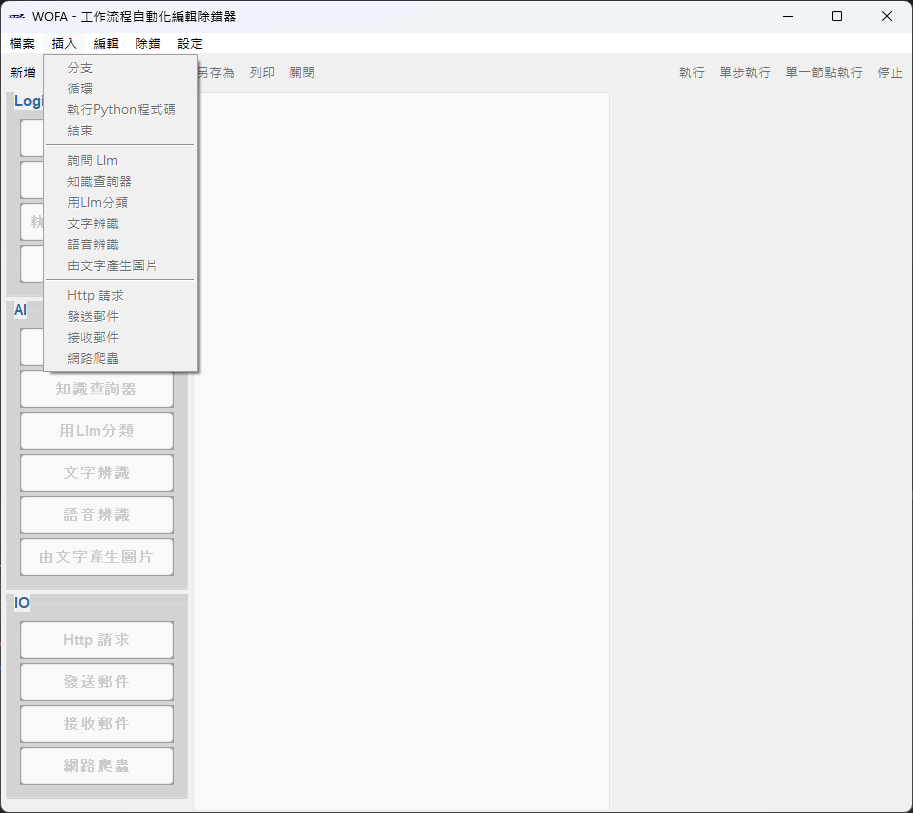 WOFA - 工作流程自動化編輯除錯器
檔案 插入 編輯 除錯 設定
新增 另存為 列印 關閉 執行 單步執行 單一節點執行 停止
分支
循環
執行Python程式碼
結束
詢問 Llm
知識查詢器
用Llm分類
文字辨識
語音辨識
由文字產生圖片
Http 請求
發送郵件
接收郵件
網路爬蟲
Logi
執
AI
知識查詢器
用Llm分類
文字辨識
語音辨識
由文字產生圖片
IO
Http 請求
發送郵件
接收郵件
網路爬蟲